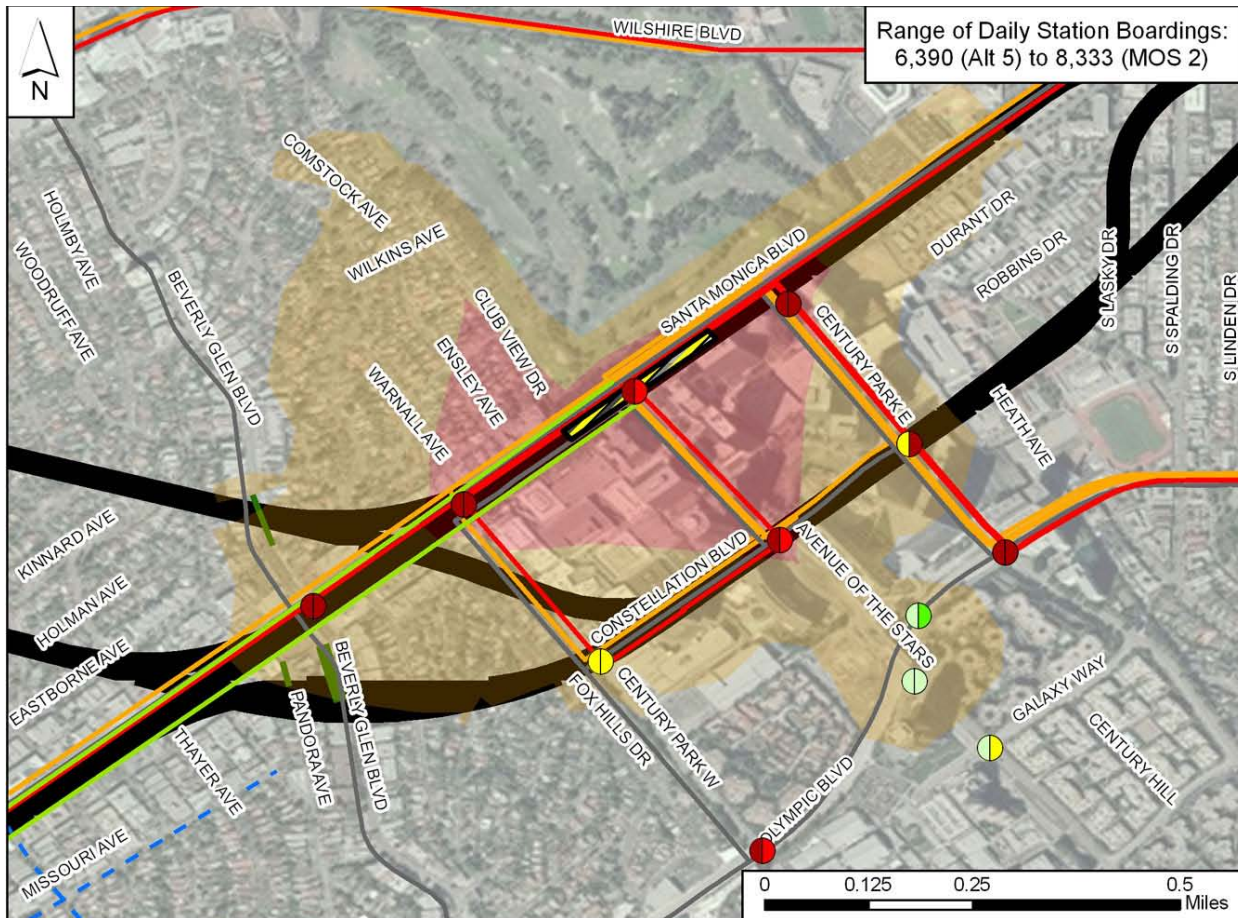 WILSHIRE BLVD
Range of Daily Station Boardings:
6,390 (Alt 5) to 8,333 (MOS 2)
N
COMSTOCK AVE
HOLMBY AVE
WOODRUFF AVE
WILKINS AVE
BEVERLY GLEN BLVD
CLUB VIEW DR
ENSLEY AVE
WARNALL AVE
SANTA MONICA BLVD
DURANT DR
ROBBINS DR
S LASKY DR
S SPALDING DR
S LINDEN DR
CENTURY PARK E
HEATH AVE
KINNARD AVE
HOLMAN AVE
EASTBORNE AVE
CONSTELLATION BLVD
AVENUE OF THE STARS
BEVERLY GLEN BLVD
PANDORA AVE
THAYER AVE
FOX HILLS DR
CENTURY PARK W
GALAXY WAY
CENTURY HILL
OLYMPIC BLVD
MISSOURI AVE
0 0.125 0.25 0.5
Miles